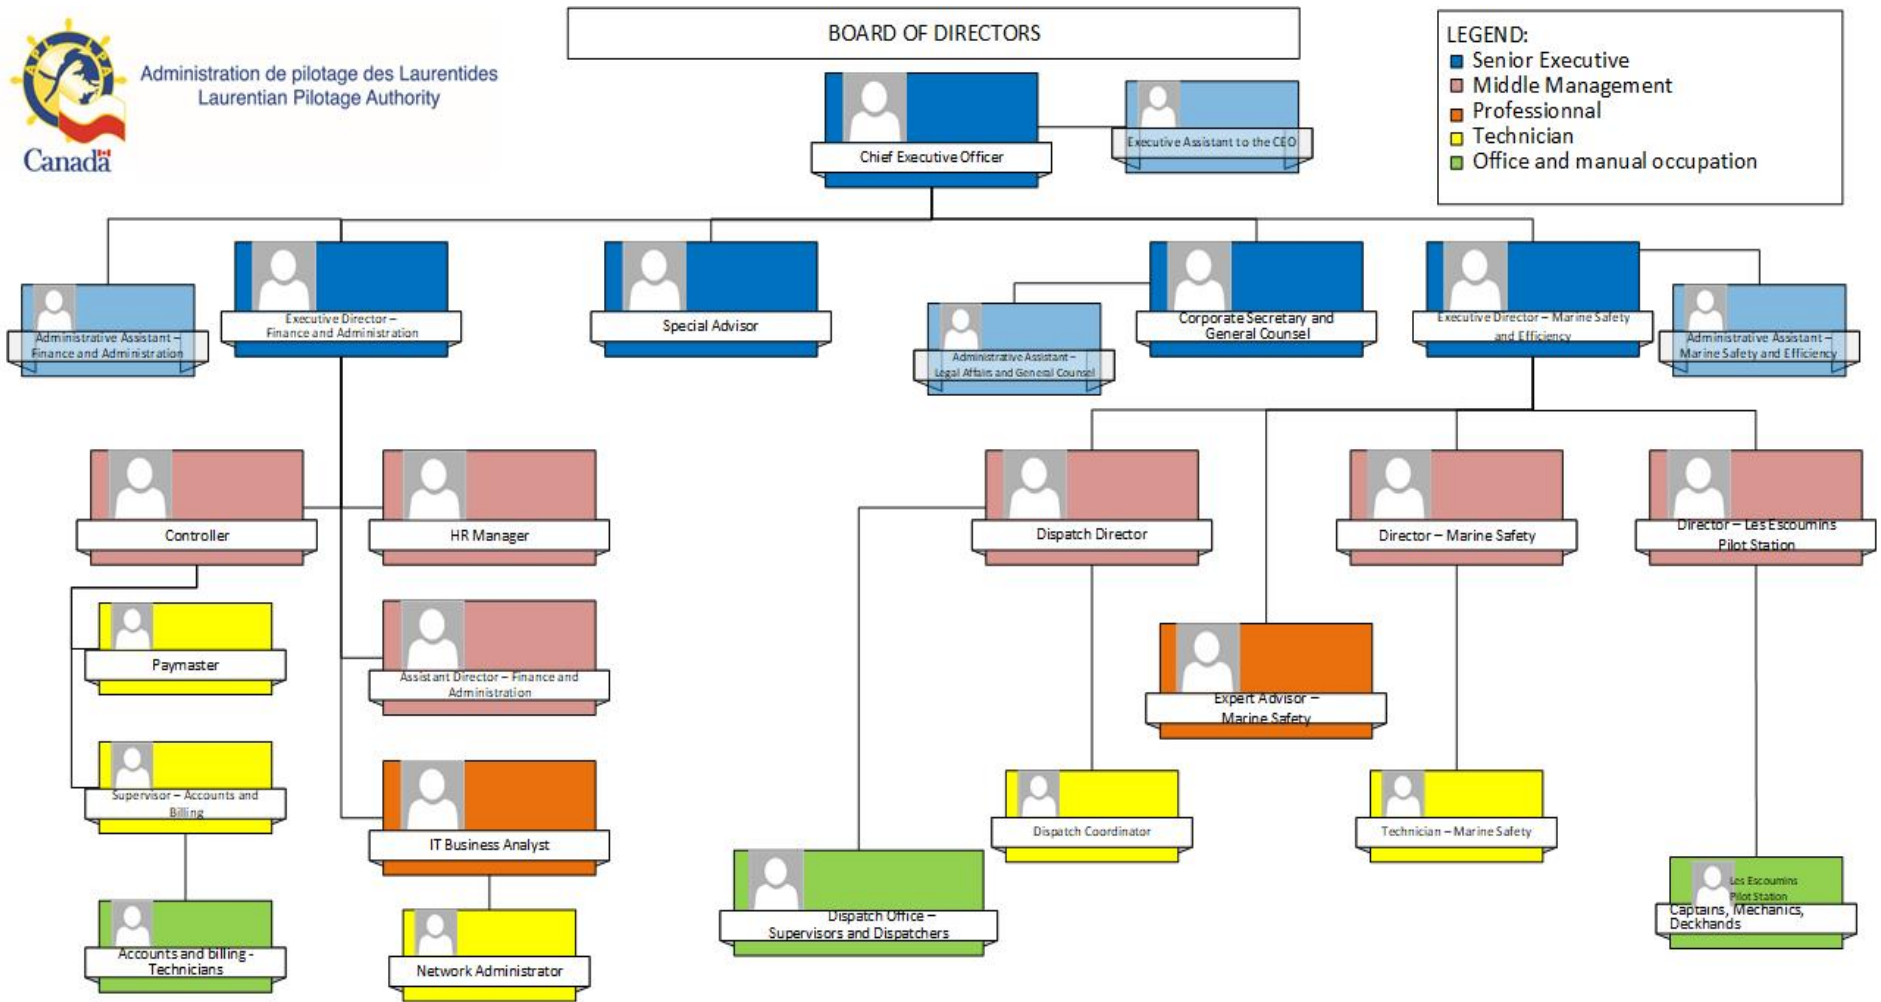 BOARD OF DIRECTORS
APL LPA
Administration de pilotage des Laurentides
Laurentian Pilotage Authority
Canada
LEGEND:
Senior Executive
Middle Management
Professionnal
Technician
Office and manual occupation
Chief Executive Officer
Executive Assistant to the CEO
Administrative Assistant –
Finance and Administration
Executive Director –
Finance and Administration
Special Advisor
Administrative Assistant –
Legal Affairs and General Counsel
Corporate Secretary and
General Counsel
Executive Director – Marine Safety
and Efficiency
Administrative Assistant –
Marine Safety and Efficiency
Controller
HR Manager
Dispatch Director
Director – Marine Safety
Director – Les Escoumins
Pilot Station
Paymaster
Assistant Director – Finance and
Administration
Expert Advisor –
Marine Safety
Supervisor – Accounts and
Billing
IT Business Analyst
Dispatch Coordinator
Technician – Marine Safety
Dispatch Office –
Supervisors and Dispatchers
Les Escoumins
Pilot Station
Captains, Mechanics,
Deckhands
Accounts and billing -
Technicians
Network Administrator